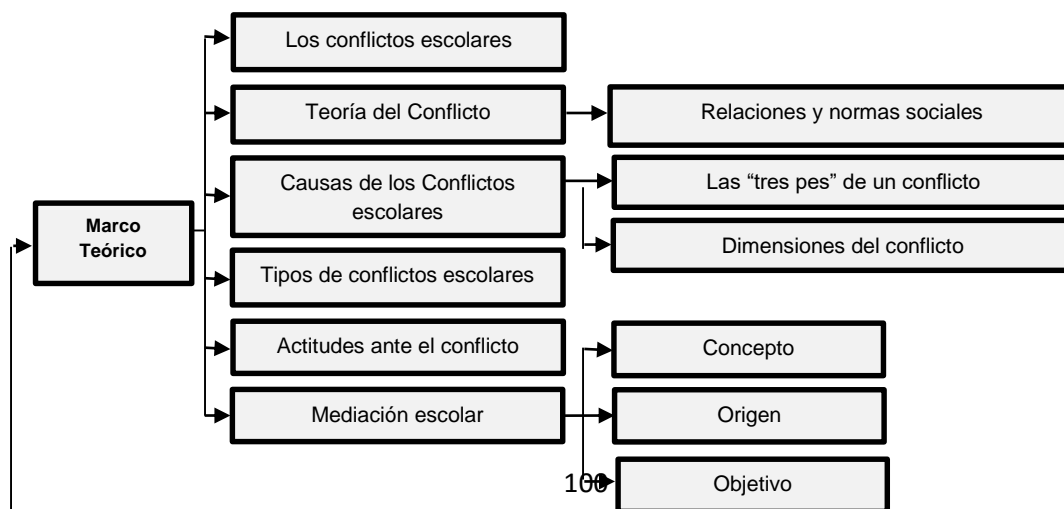 Los conflictos escolares
Teoría del Conflicto
Relaciones y normas sociales
Causas de los Conflictos
escolares
Las “tres pes” de un conflicto
Dimensiones del conflicto
Marco
Teórico
Tipos de conflictos escolares
Actitudes ante el conflicto
Mediación escolar
Concepto
Origen
Objetivo